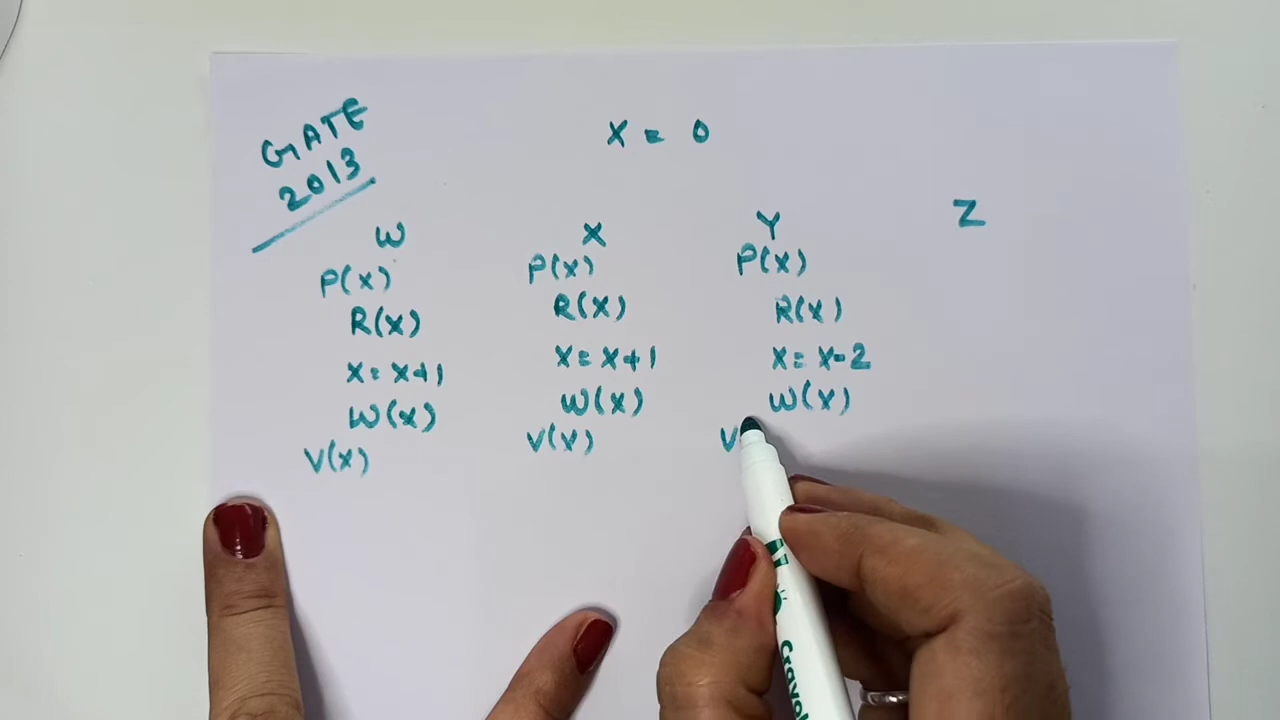 GATE
2013
X = 0
W
P(X)
R(X)
X = X+1
W(X)
V(X)
X
P(X)
R(X)
X = X+1
W(X)
V(X)
Y
P(X)
R(X)
X = X-2
W(X)
V
Z